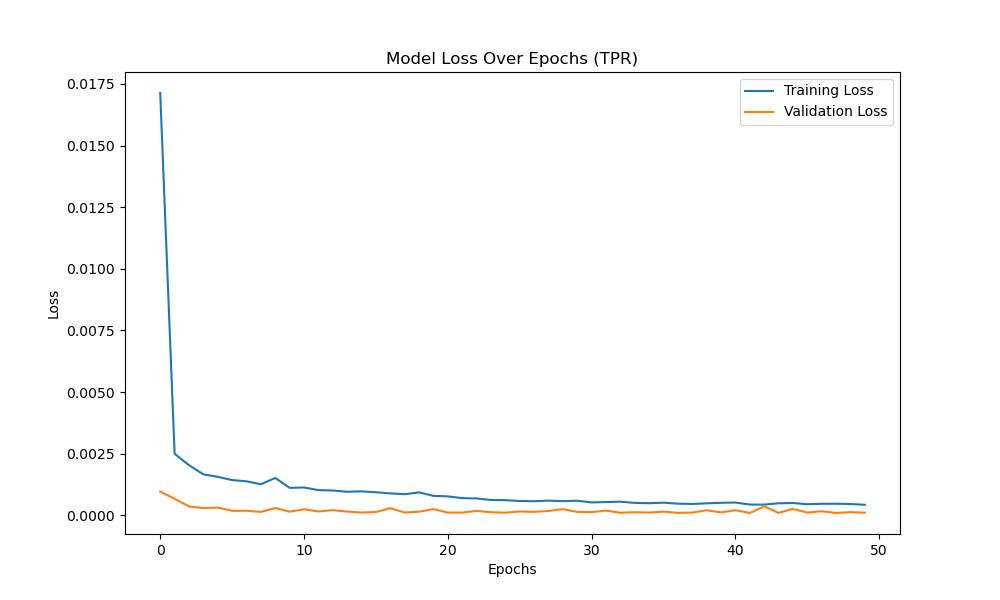 Model Loss Over Epochs (TPR)
Training Loss
Validation Loss
0.0175
0.0150
0.0125
0.0100
0.0075
0.0050
0.0025
0.0000
Loss
0 10 20 30 40 50
Epochs